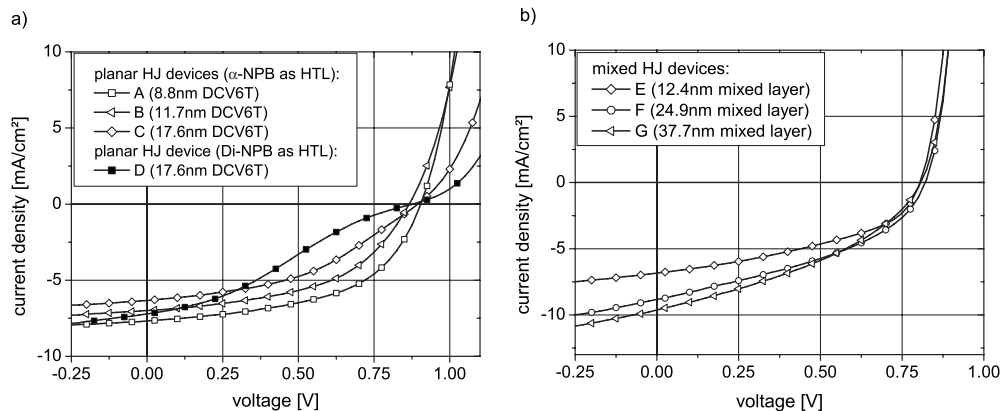 a)
10
5
0
-5
-10
current density [mA/cm²]
planar HJ devices (α-NPB as HTL):
A (8.8nm DCV6T)
B (11.7nm DCV6T)
C (17.6nm DCV6T)
planar HJ device (Di-NPB as HTL):
D (17.6nm DCV6T)
-0.25 0.00 0.25 0.50 0.75 1.00
voltage [V]
b)
10
5
0
-5
-10
current density [mA/cm²]
mixed HJ devices:
E (12.4nm mixed layer)
F (24.9nm mixed layer)
G (37.7nm mixed layer)
-0.25 0.00 0.25 0.50 0.75 1.00
voltage [V]